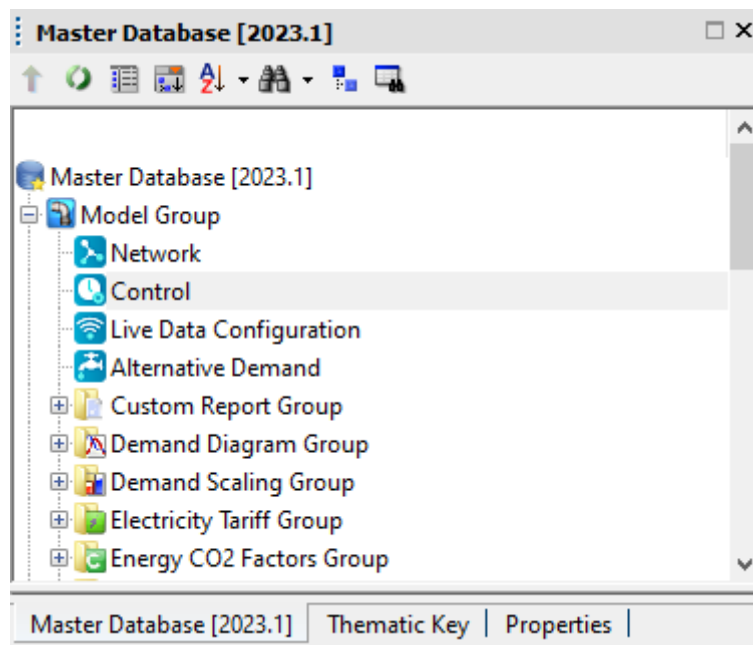 Master Database [2023.1]
Master Database [2023.1]
Model Group
Network
Control
Live Data Configuration
Alternative Demand
Custom Report Group
Demand Diagram Group
Demand Scaling Group
Electricity Tariff Group
Energy CO2 Factors Group
Master Database [2023.1] Thematic Key Properties